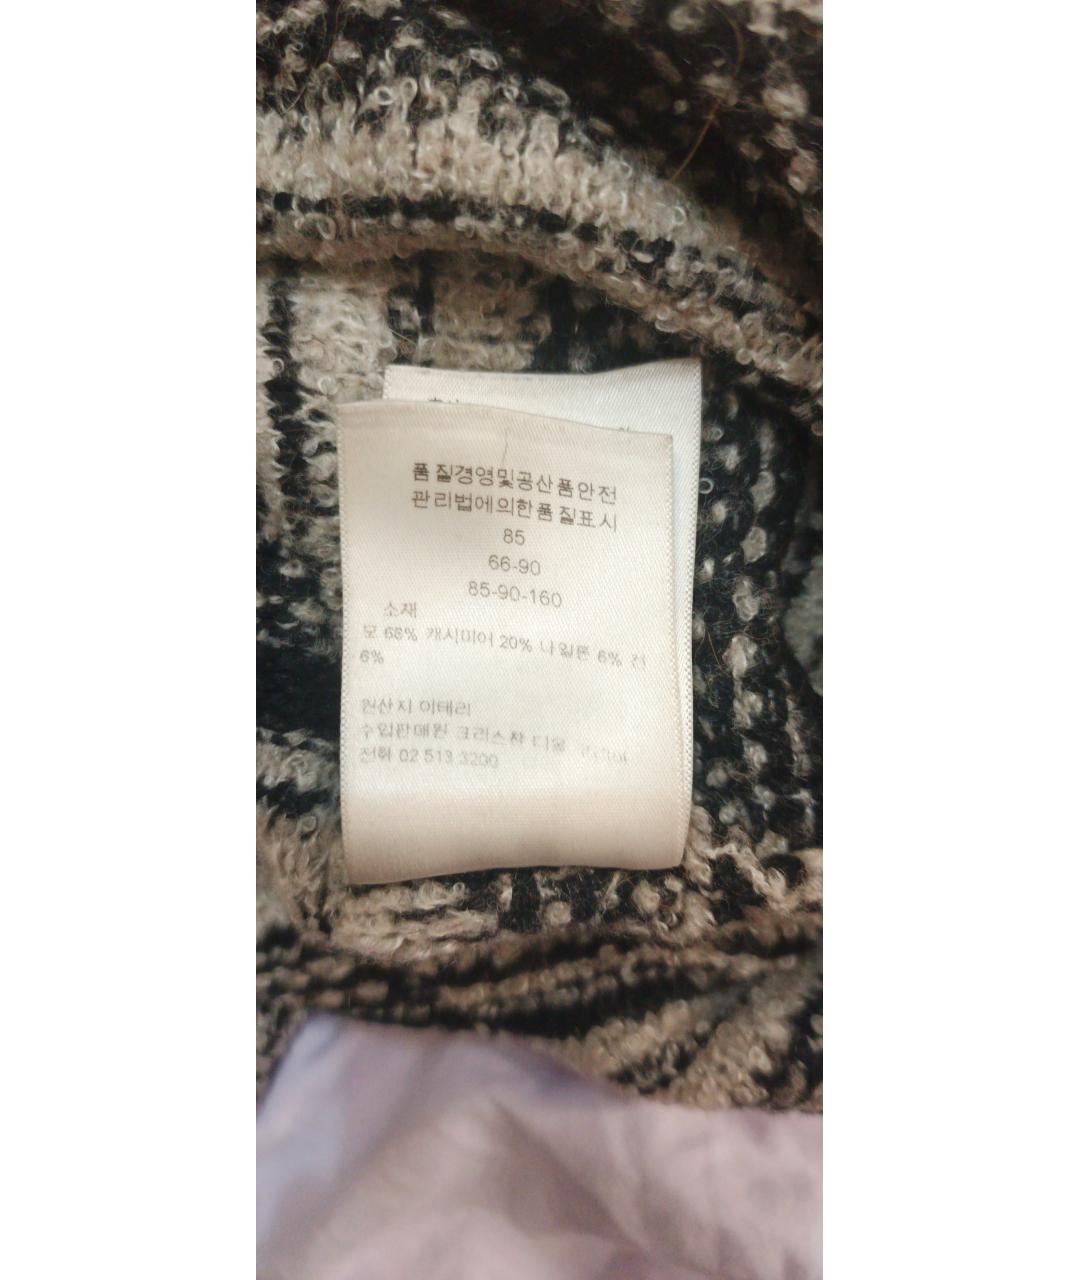 품질경영및공산품안전
관리법에의한품질표시
85
66-90
85-90-160
소재
모 68% 캐시미어 20% 나일론 6% 견
6%
원산지 이태리
수입판매원 크리스챤 디올
전화 02 513 3200